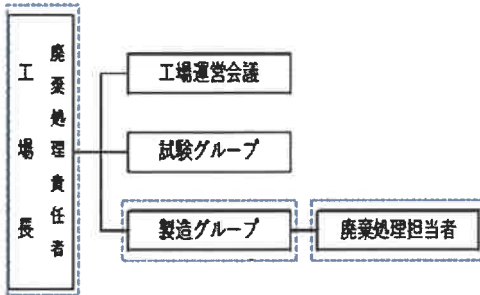 工場長
廃棄処理責任者
工場運営会議
試験グループ
製造グループ
廃棄処理担当者